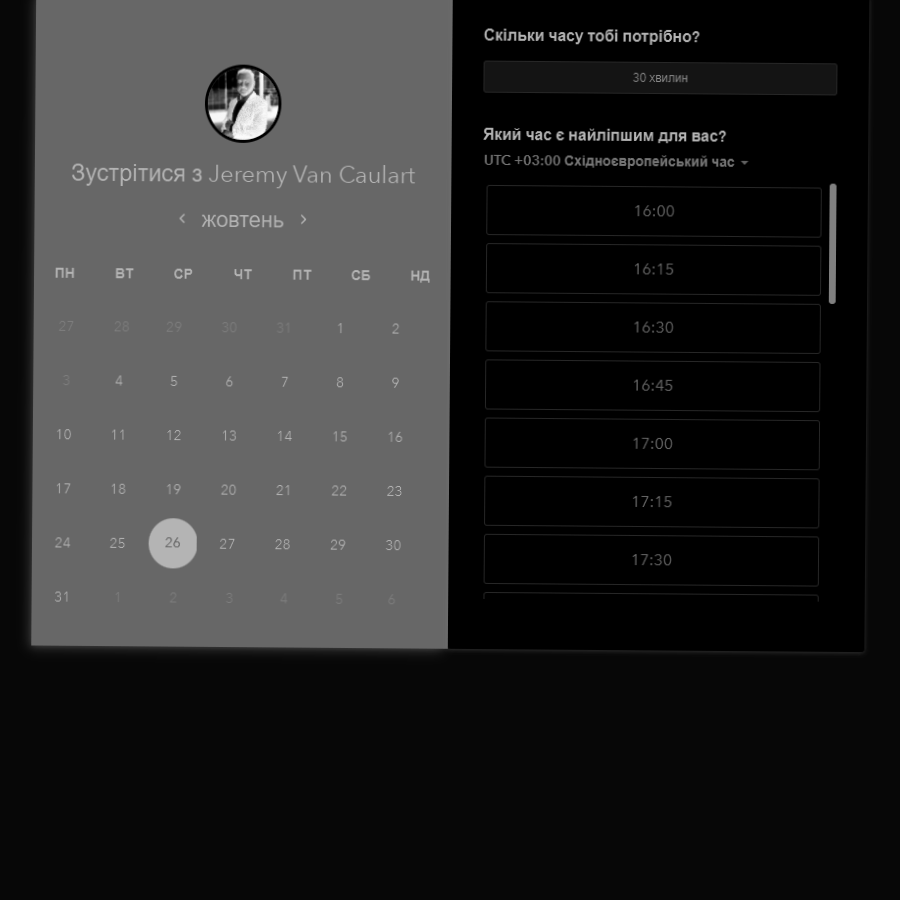 Зустрітися з Jeremy Van Caulart
‹ жовтень ›
ПН ВТ СР ЧТ ПТ СБ НД
27 28 29 30 31 1 2
3 4 5 6 7 8 9
10 11 12 13 14 15 16
17 18 19 20 21 22 23
24 25 26 27 28 29 30
31 1 2 3 4 5 6
Скільки часу тобі потрібно?
30 хвилин
Який час є найліпшим для вас?
UTC +03:00 Східноєвропейський час
16:00
16:15
16:30
16:45
17:00
17:15
17:30